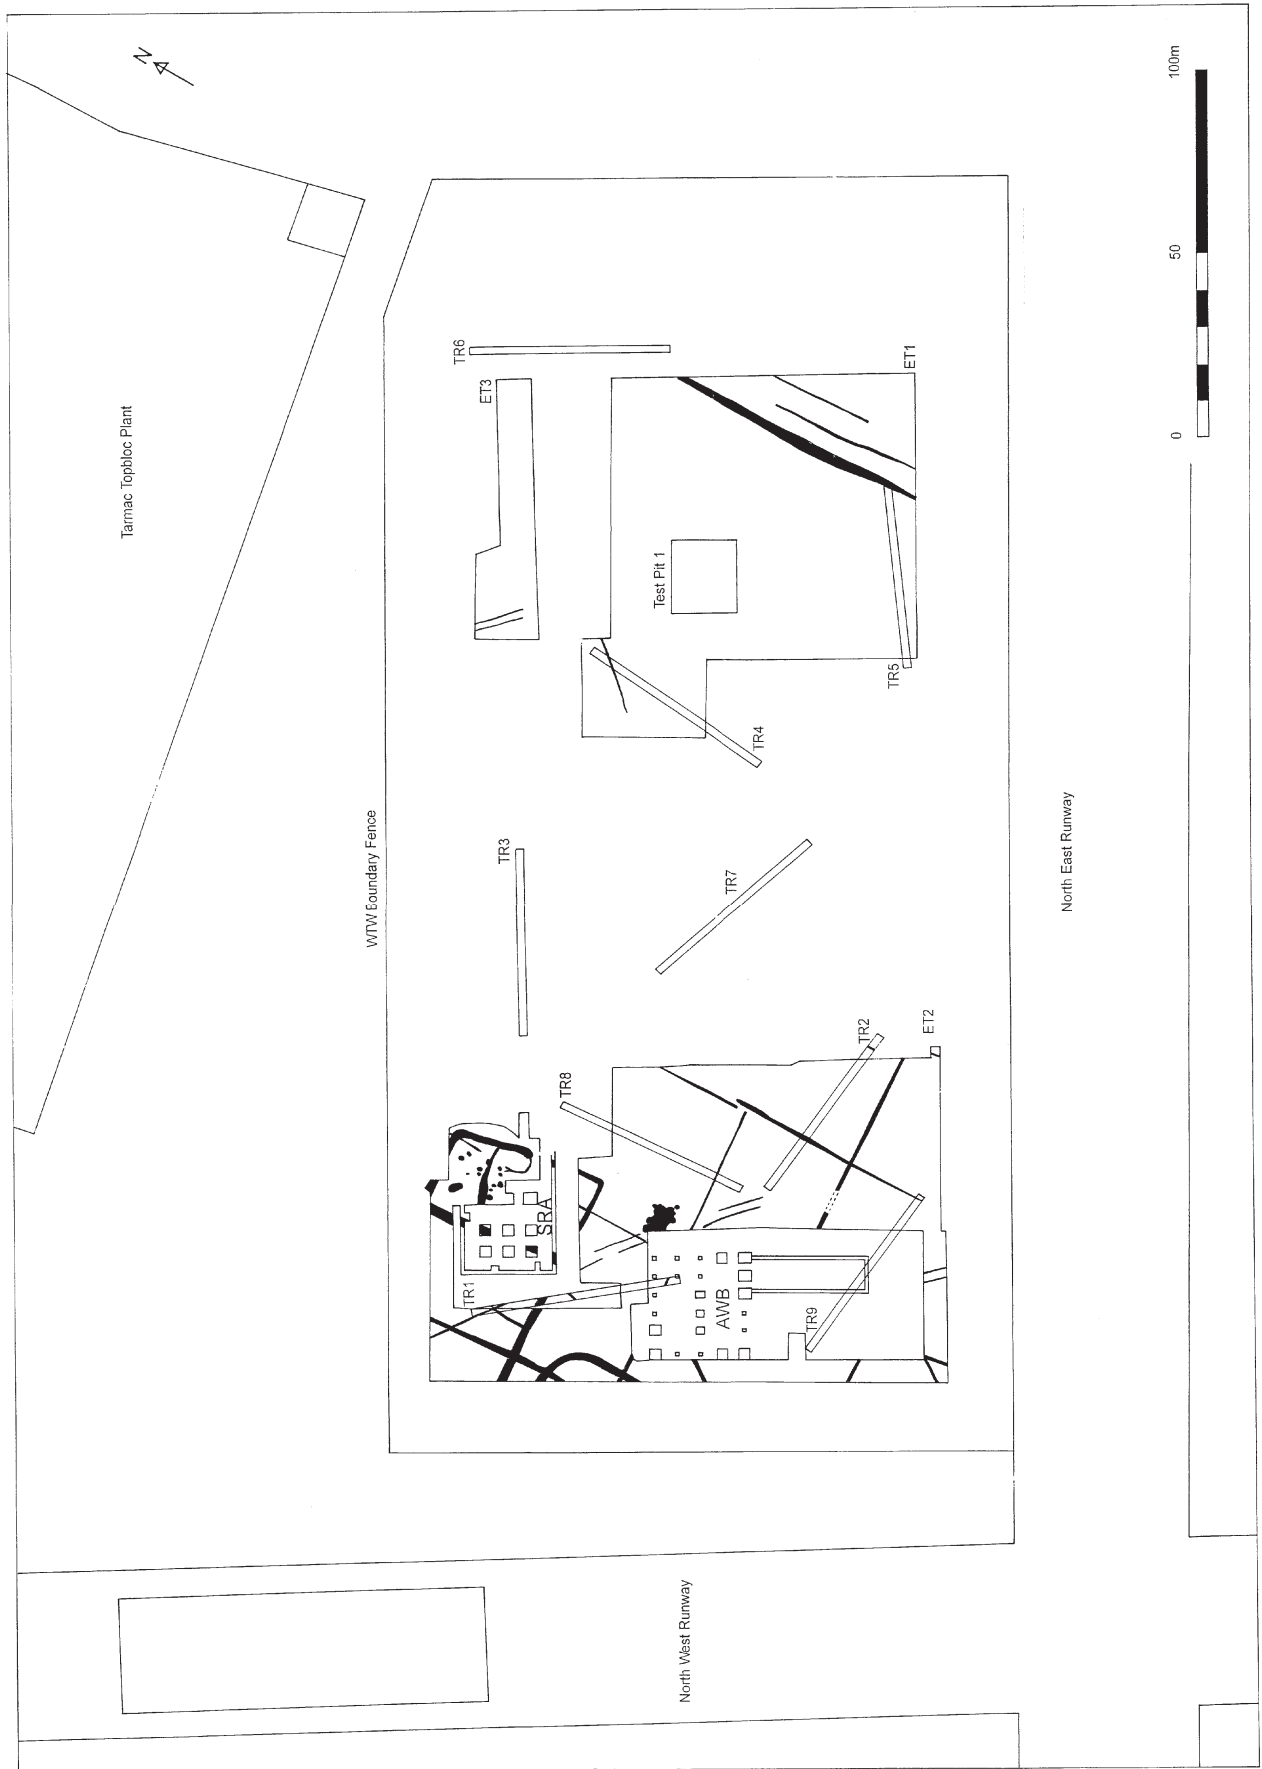 N
100m
50
0
Tarmac Topbloc Plant
TR6
ET3
ET1
Test Pit 1
TR5
TR4
WTW Boundary Fence
TR3
TR7
North East Runway
TR2
ET2
TR8
SRA
TR1
AWB
TR9
North West Runway